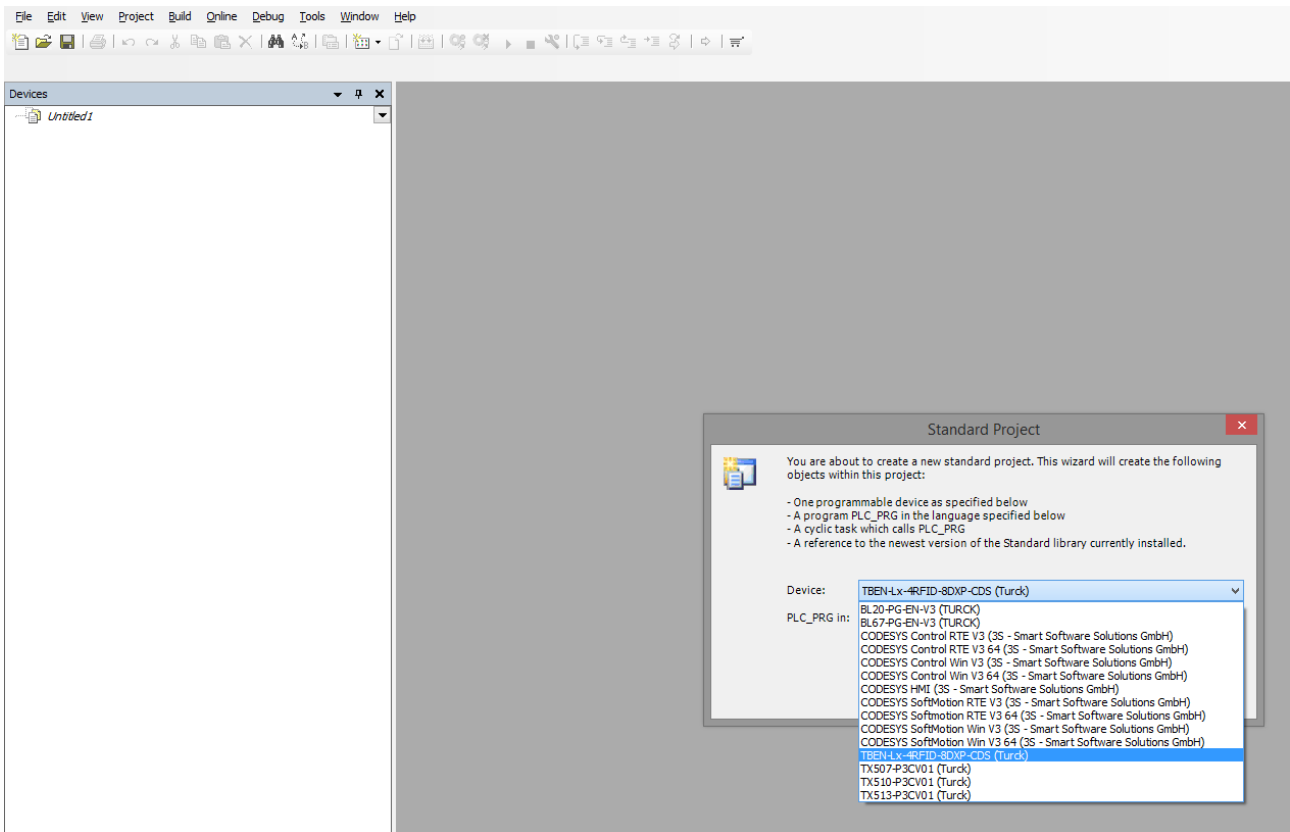 File Edit View Project Build Online Debug Tools Window Help
Devices
Untitled1
Standard Project
You are about to create a new standard project. This wizard will create the following
objects within this project:
- One programmable device as specified below
- A program PLC_PRG in the language specified below
- A cyclic task which calls PLC_PRG
- A reference to the newest version of the Standard library currently installed.
Device: TBEN-Lx-4RFID-8DXP-CDS (Turck)
PLC_PRG in:
BL20-PG-EN-V3 (TURCK)
BL67-PG-EN-V3 (TURCK)
CODESYS Control RTE V3 (3S - Smart Software Solutions GmbH)
CODESYS Control RTE V3 64 (3S - Smart Software Solutions GmbH)
CODESYS Control Win V3 (3S - Smart Software Solutions GmbH)
CODESYS Control Win V3 64 (3S - Smart Software Solutions GmbH)
CODESYS HMI (3S - Smart Software Solutions GmbH)
CODESYS SoftMotion RTE V3 (3S - Smart Software Solutions GmbH)
CODESYS Softmotion RTE V3 64 (3S - Smart Software Solutions GmbH)
CODESYS SoftMotion Win V3 (3S - Smart Software Solutions GmbH)
CODESYS SoftMotion Win V3 64 (3S - Smart Software Solutions GmbH)
TBEN-Lx-4RFID-8DXP-CDS (Turck)
TX507-P3CV01 (Turck)
TX510-P3CV01 (Turck)
TX513-P3CV01 (Turck)